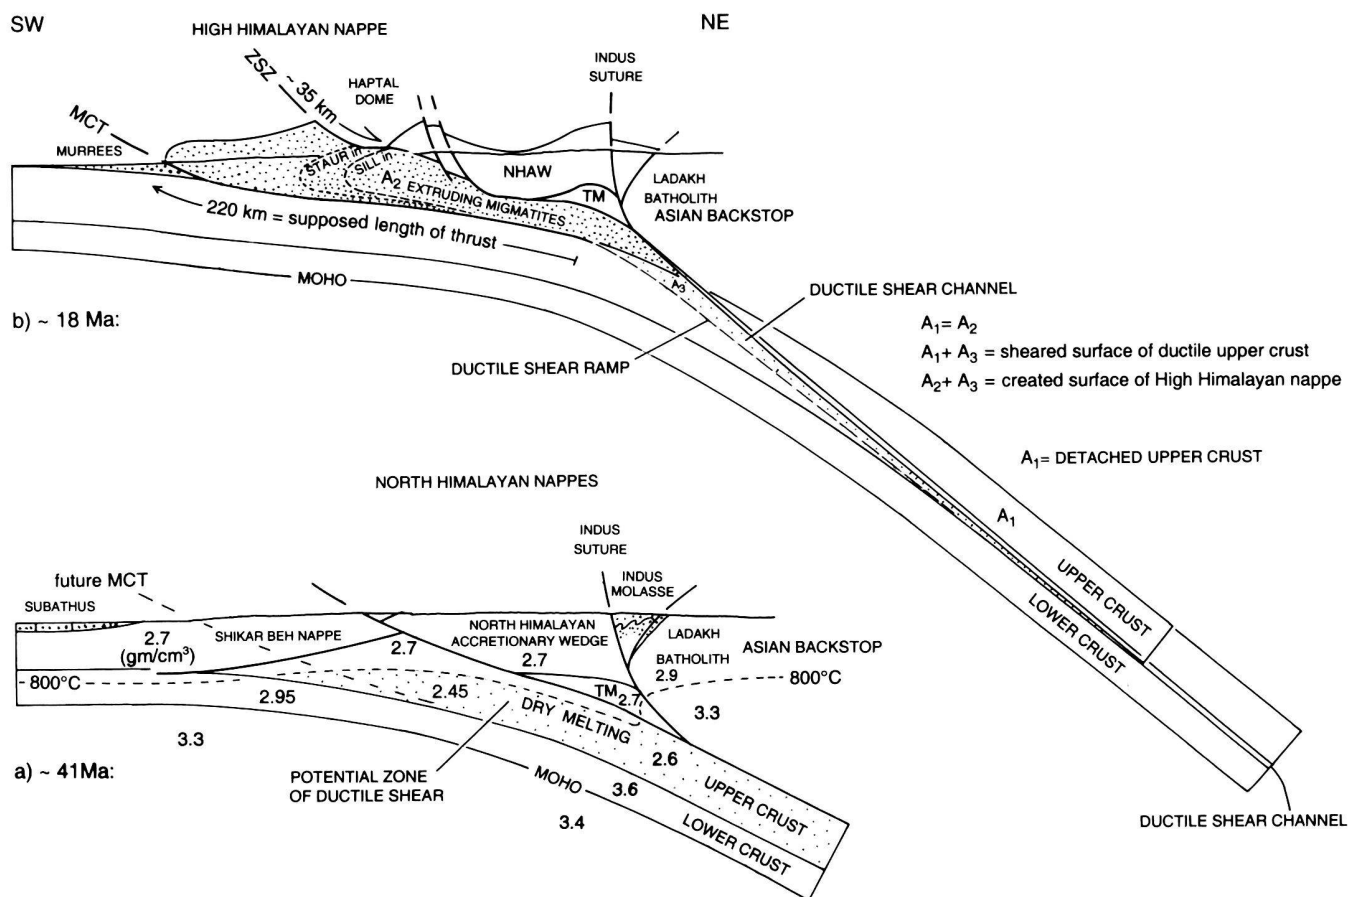 SW
NE
HIGH HIMALAYAN NAPPE
ZSZ ~ 35 km
HAPTAL
DOME
INDUS
SUTURE
MCT
MURREES
STAUR in
SILL in
A2 EXTRUDING MIGMATITES
NHAW
TM
LADAKH
BATHOLITH
ASIAN BACKSTOP
220 km = supposed length of thrust
MOHO
A3
b) ~ 18 Ma:
DUCTILE SHEAR CHANNEL
DUCTILE SHEAR RAMP
A1= A2
A1+ A3 = sheared surface of ductile upper crust
A2+ A3 = created surface of High Himalayan nappe
A1= DETACHED UPPER CRUST
A1
UPPER CRUST
LOWER CRUST
DUCTILE SHEAR CHANNEL
NORTH HIMALAYAN NAPPES
INDUS
SUTURE
INDUS
MOLASSE
future MCT
SUBATHUS
2.7
(gm/cm³)
SHIKAR BEH NAPPE
2.7
NORTH HIMALAYAN
ACCRETIONARY WEDGE
2.7
LADAKH
BATHOLITH
2.9
ASIAN BACKSTOP
800°C
800°C
2.95
2.45
TM 2.7
3.3
DRY MELTING
3.3
2.6
a) ~ 41Ma:
POTENTIAL ZONE
OF DUCTILE SHEAR
MOHO
3.6
3.4
UPPER CRUST
LOWER CRUST